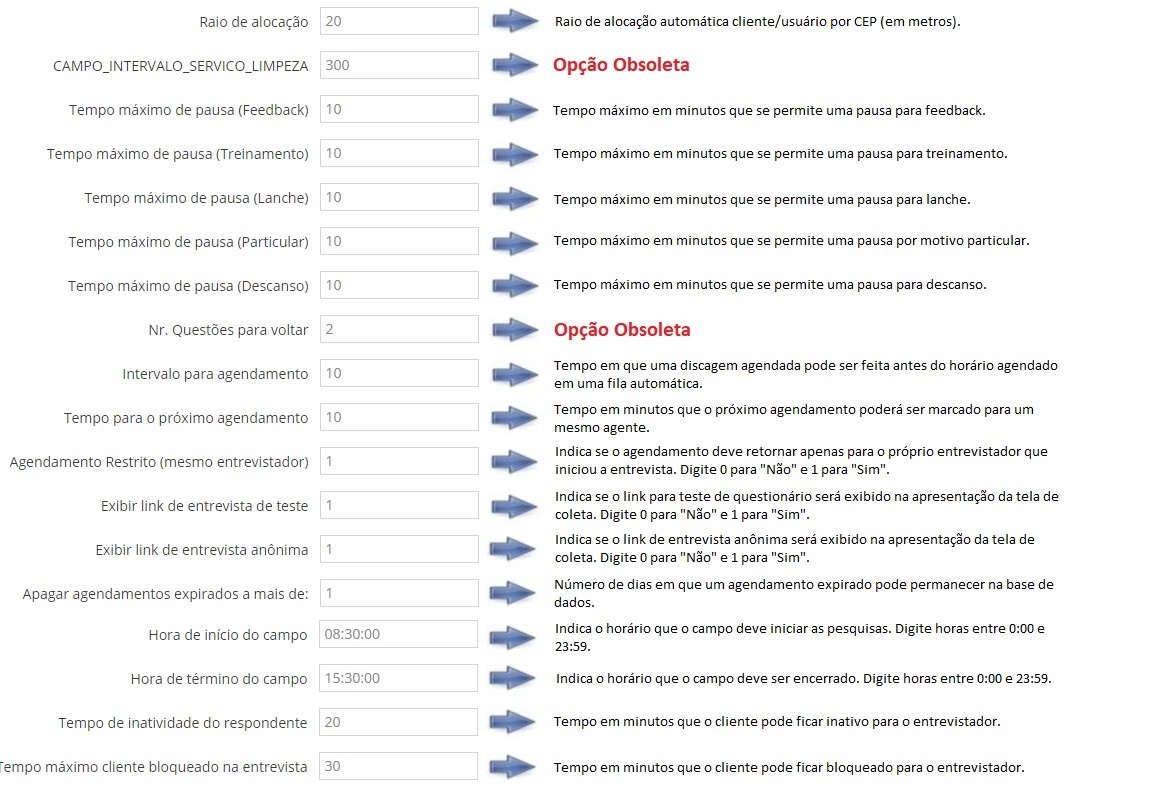 Raio de alocação 20 Raio de alocação automática cliente/usuário por CEP (em metros).
CAMPO_INTERVALO_SERVICO_LIMPEZA 300 Opção Obsoleta
Tempo máximo de pausa (Feedback) 10 Tempo máximo em minutos que se permite uma pausa para feedback.
Tempo máximo de pausa (Treinamento) 10 Tempo máximo em minutos que se permite uma pausa para treinamento.
Tempo máximo de pausa (Lanche) 10 Tempo máximo em minutos que se permite uma pausa para lanche.
Tempo máximo de pausa (Particular) 10 Tempo máximo em minutos que se permite uma pausa por motivo particular.
Tempo máximo de pausa (Descanso) 10 Tempo máximo em minutos que se permite uma pausa para descanso.
Nr. Questões para voltar 2 Opção Obsoleta
Intervalo para agendamento 10 Tempo em que uma discagem agendada pode ser feita antes do horário agendado
em uma fila automática.
Tempo para o próximo agendamento 10 Tempo em minutos que o próximo agendamento poderá ser marcado para um
mesmo agente.
Agendamento Restrito (mesmo entrevistador) 1 Indica se o agendamento deve retornar apenas para o próprio entrevistador que
iniciou a entrevista. Digite 0 para "Não" e 1 para "Sim".
Exibir link de entrevista de teste 1 Indica se o link para teste de questionário será exibido na apresentação da tela de
coleta. Digite 0 para "Não" e 1 para "Sim".
Exibir link de entrevista anônima 1 Indica se o link de entrevista anônima será exibido na apresentação da tela de
coleta. Digite 0 para "Não" e 1 para "Sim".
Apagar agendamentos expirados a mais de: 1 Número de dias em que um agendamento expirado pode permanecer na base de
dados.
Hora de início do campo 08:30:00 Indica o horário que o campo deve iniciar as pesquisas. Digite horas entre 0:00 e
23:59.
Hora de término do campo 15:30:00 Indica o horário que o campo deve ser encerrado. Digite horas entre 0:00 e 23:59.
Tempo de inatividade do respondente 20 Tempo em minutos que o cliente pode ficar inativo para o entrevistador.
Tempo máximo cliente bloqueado na entrevista 30 Tempo em minutos que o cliente pode ficar bloqueado para o entrevistador.